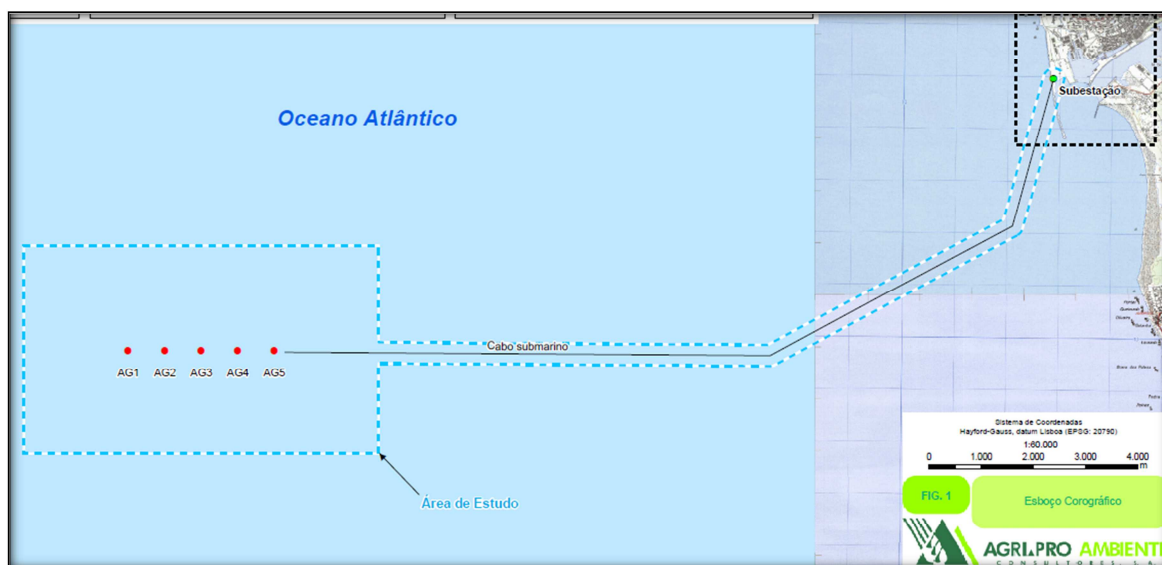 Oceano Atlântico
Subestação
Cabo submarino
AG1 AG2 AG3 AG4 AG5
Área de Estudo
Sistema de Coordenadas
Hayford-Gauss, datum Lisboa (EPSG: 20790)
1:60.000
0 1.000 2.000 3.000 4.000
m
FIG. 1
Esboço Corográfico
AGRI.PRO AMBIENTE
CONSULTORES,